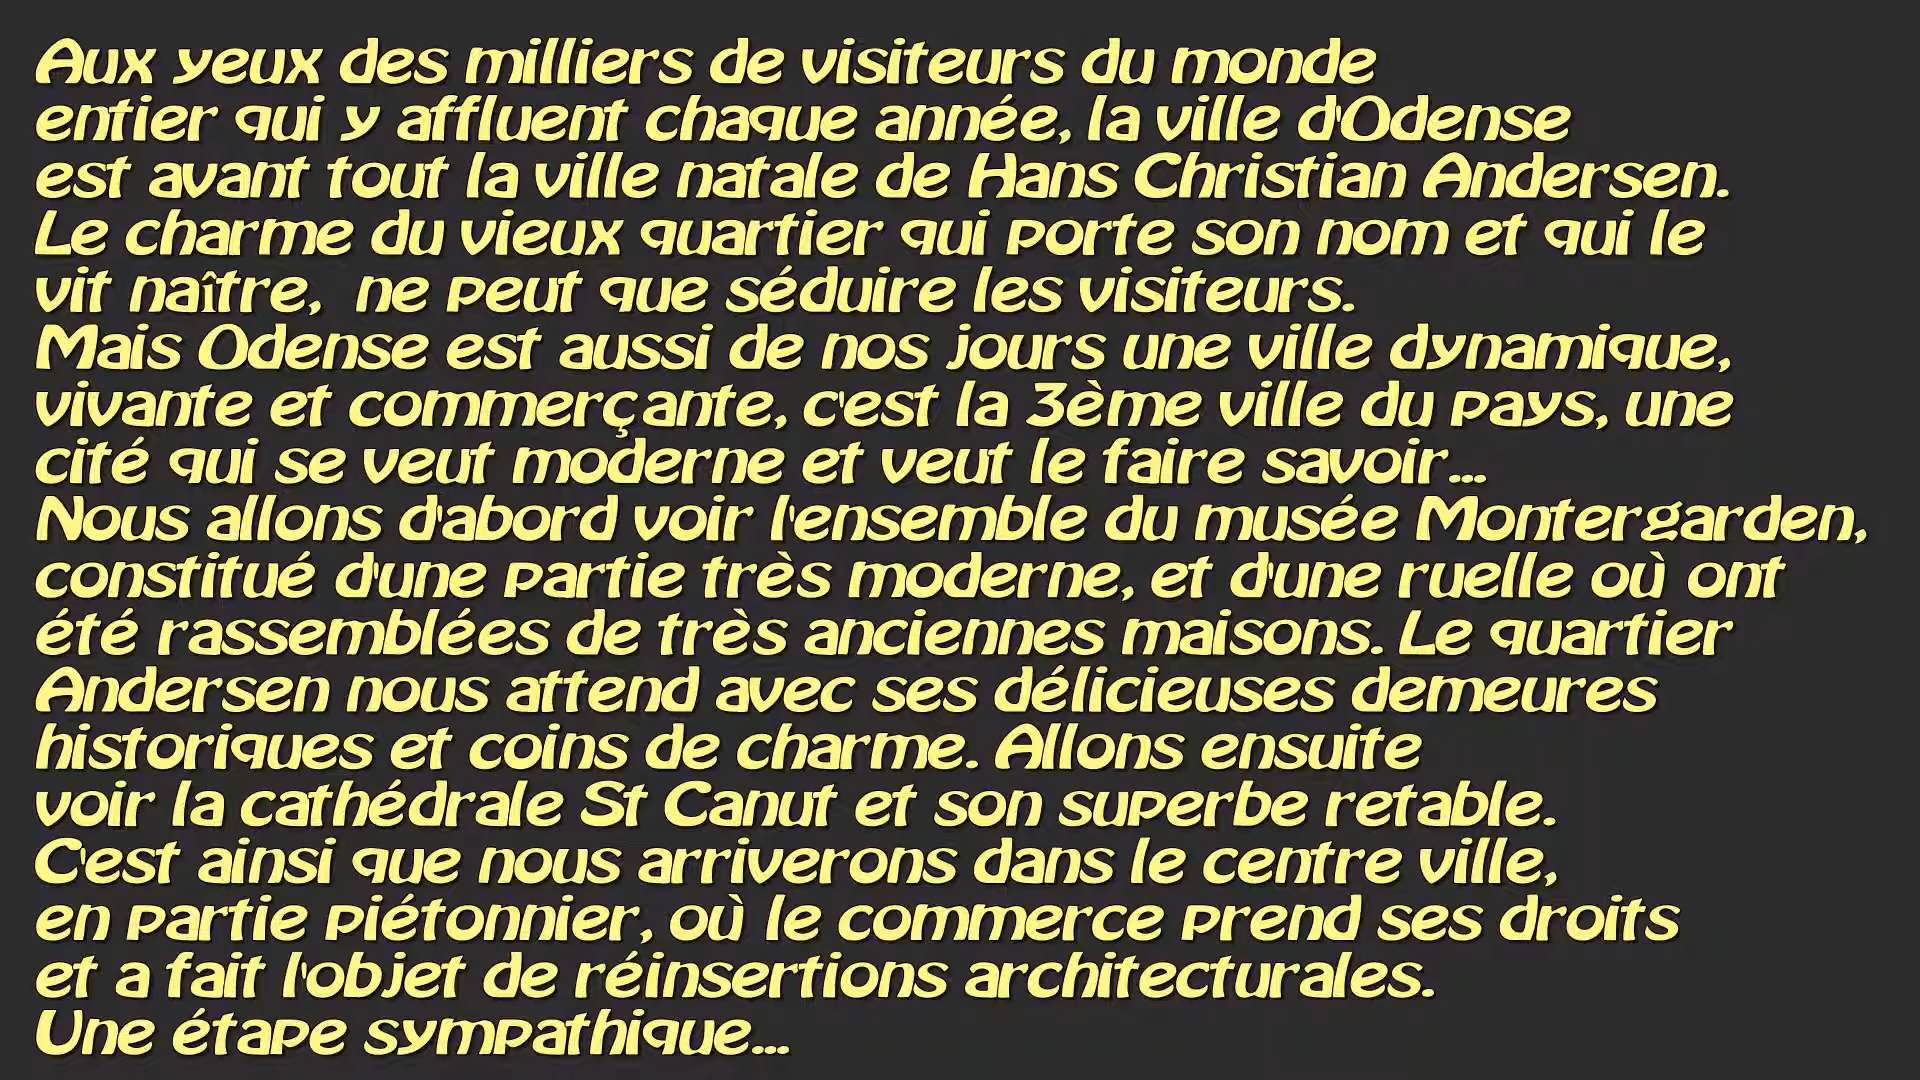 Aux yeux des milliers de visiteurs du monde
entier qui y affluent chaque année, la ville d'Odense
est avant tout la ville natale de Hans Christian Andersen.
Le charme du vieux quartier qui porte son nom et qui le
vit naître, ne peut que séduire les visiteurs.
Mais Odense est aussi de nos jours une ville dynamique,
vivante et commerçante, c'est la 3ème ville du pays, une
cité qui se veut moderne et veut le faire savoir...
Nous allons d'abord voir l'ensemble du musée Montergarden,
constitué d'une partie très moderne, et d'une ruelle où ont
été rassemblées de très anciennes maisons. Le quartier
Andersen nous attend avec ses délicieuses demeures
historiques et coins de charme. Allons ensuite
voir la cathédrale St Canut et son superbe retable.
C'est ainsi que nous arriverons dans le centre ville,
en partie piétonnier, où le commerce prend ses droits
et a fait l'objet de réinsertions architecturales.
Une étape sympathique...